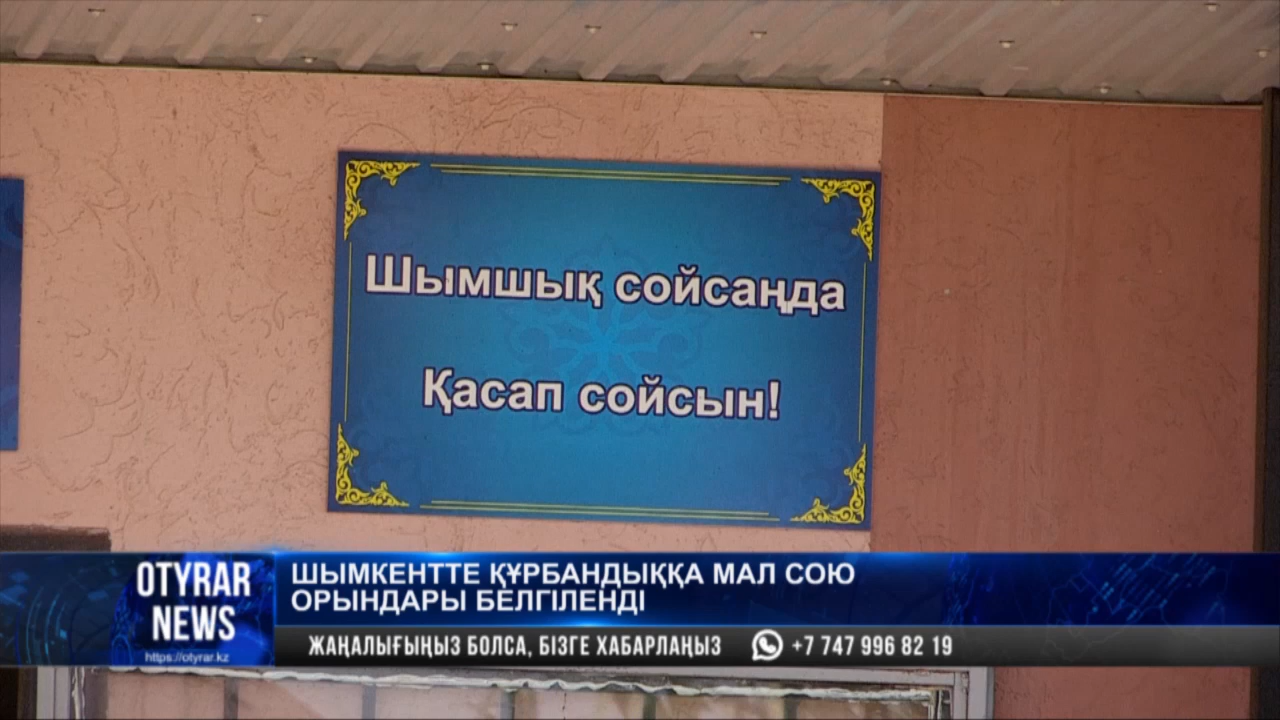 Шымшық сойсаңда
Қасап сойсын!
OTYRAR
NEWS
https://otyrar.kz
ШЫМКЕНТТЕ ҚҰРБАНДЫҚҚА МАЛ СОЮ
ОРЫНДАРЫ БЕЛГІЛЕНДІ
ЖАҢАЛЫҒЫҢЫЗ БОЛСА, БІЗГЕ ХАБАРЛАҢЫЗ +7 747 996 82 19